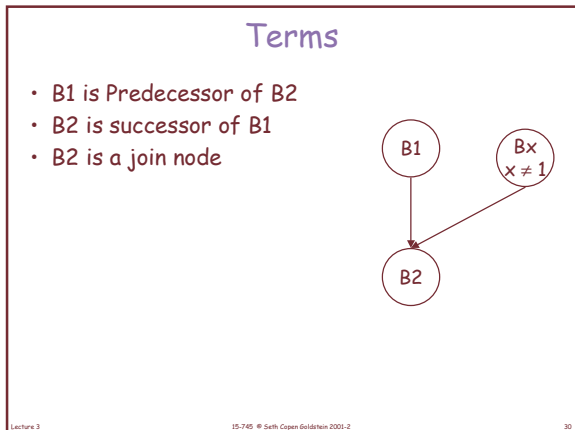 Terms
• B1 is Predecessor of B2
• B2 is successor of B1
• B2 is a join node
B1
Bx
x ≠ 1
B2
Lecture 3
15-745 © Seth Copen Goldstein 2001-2
30